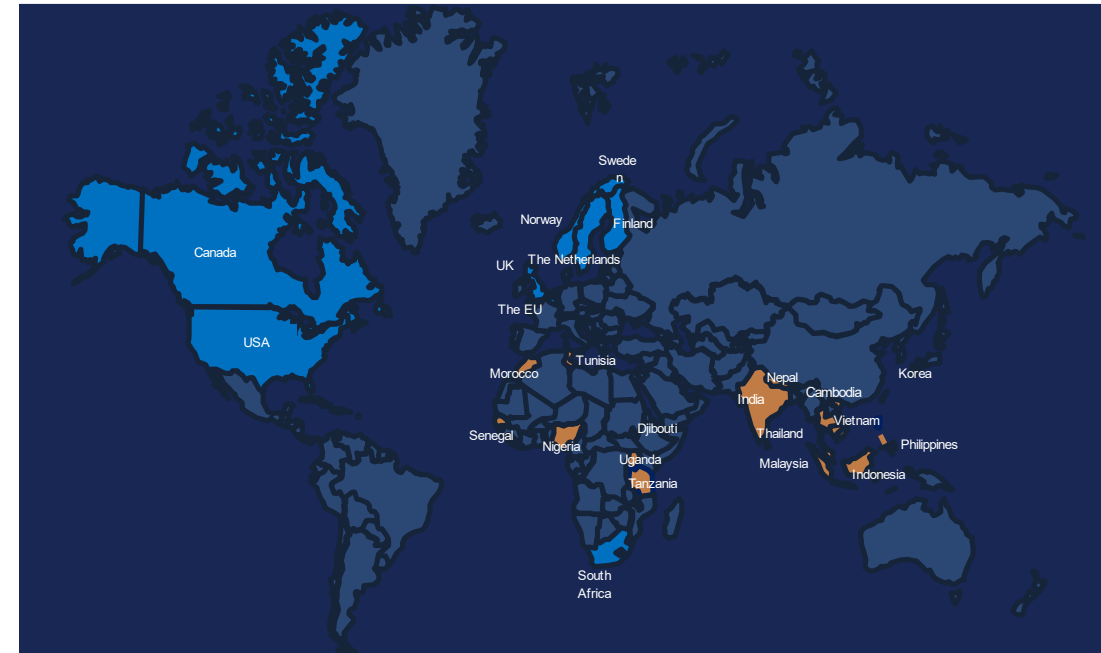 Swede
n
Norway
Finland
Canada
The Netherlands
UK
The EU
USA
Tunisia
Morocco
Nepal
Korea
Cambodia
India
Vietnam
Senegal
Djibouti
Thailand
Nigeria
Philippines
Uganda
Malaysia
Indonesia
Tanzania
South
Africa